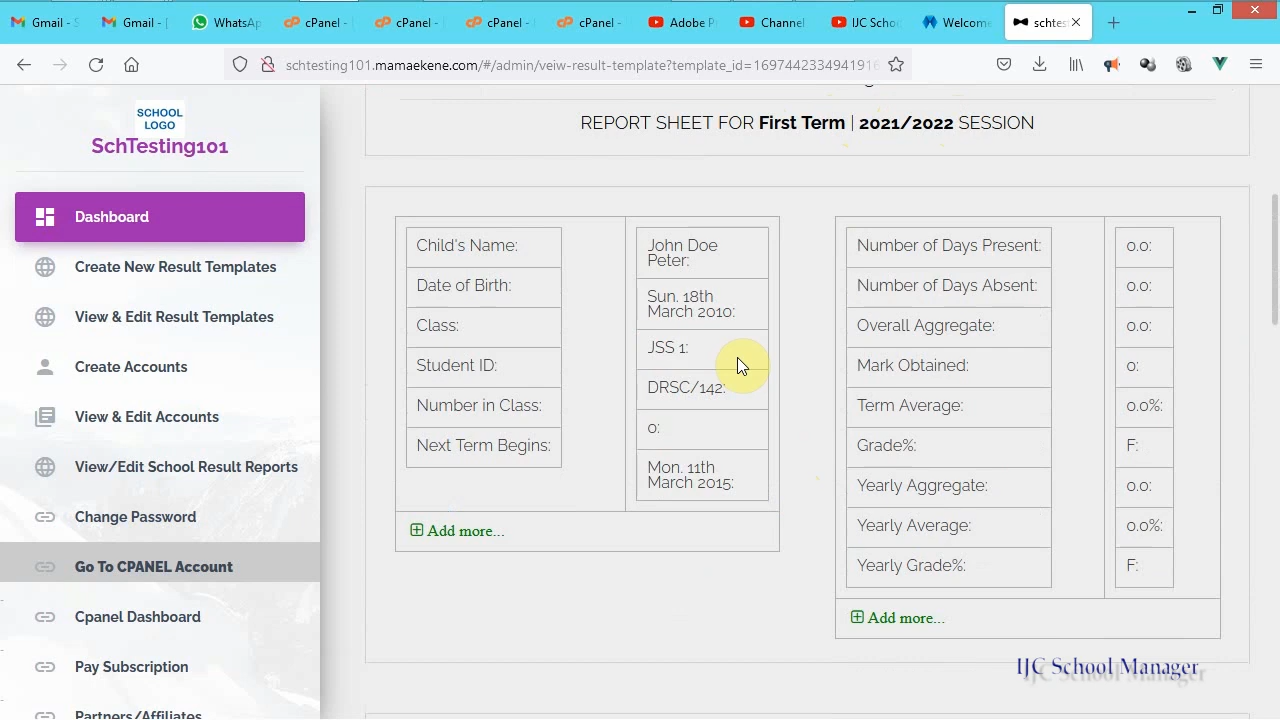 Gmail - S
Gmail - [
WhatsAp
cPanel -
cPanel -
cPanel -
cPanel -
Adobe P
Channel
IJC Scho
Welcome
schtes
schtesting101.mamaekene.com/#/admin/veiw-result-template?template_id=1697442334941916
SCHOOL
LOGO
SchTesting101
Dashboard
Create New Result Templates
View & Edit Result Templates
Create Accounts
View & Edit Accounts
View/Edit School Result Reports
Change Password
Go To CPANEL Account
Cpanel Dashboard
Pay Subscription
Partners/Affiliates
REPORT SHEET FOR First Term | 2021/2022 SESSION
Child's Name:
Date of Birth:
Class:
Student ID:
Number in Class:
Next Term Begins:
John Doe
Peter:
Sun. 18th
March 2010:
JSS 1:
DRSC/142:
0:
Mon. 11th
March 2015:
Add more...
Number of Days Present: 0.0:
Number of Days Absent: 0.0:
Overall Aggregate: 0.0:
Mark Obtained: 0:
Term Average: 0.0%:
Grade%: F:
Yearly Aggregate: 0.0:
Yearly Average: 0.0%:
Yearly Grade%: F:
Add more...
IJC School Manager